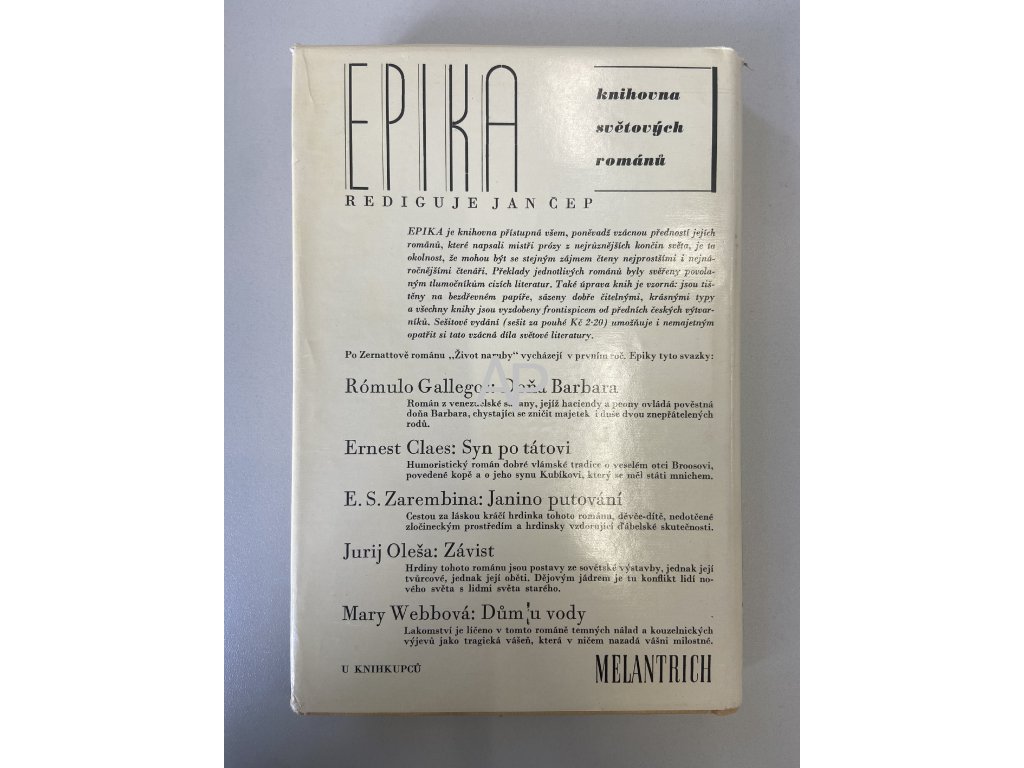 EPIKA
knihovna
světových
románů
REDIGUJE JAN ČEP
EPIKA je knihovna přístupná všem, poněvadž vzácnou předností jejích
románů, které napsali mistři prózy z nejrůznějších končin světa, je ta
okolnost, že mohou být se stejným zájmem čteny nejprostšími i nejná-
ročnějšími čtenáři. Překlady jednotlivých románů byly svěřeny povola-
ným tlumočníkům cizích literatur. Také úprava knih je vzorná: jsou tiš-
těny na bezdřevném papíře, sázeny dobře čitelnými, krásnými typy
a všechny knihy jsou vyzdobeny frontispicem od předních českých výtvar-
níků. Sešitové vydání (sešit za pouhé Kč 2·20) umožňuje i nemajetným
opatřit si tato vzácná díla světové literatury.
Po Zernattově románu „Život naruby“ vycházejí v prvním roč. Epiky tyto svazky:
Rómulo Gallegos: Doňa Barbara
Román z venezuelské savany, jejíž haciendy a peony ovládá pověstná
doňa Barbara, chystající se zničit majetek i duše dvou znepřátelených
rodů.
Ernest Claes: Syn po tátovi
Humoristický román dobré vlámské tradice o veselém otci Broosovi,
povedené kopě a o jeho synu Kubíkovi, který se měl státi mnichem.
E. S. Zarembina: Janino putování
Cestou za láskou kráčí hrdinka tohoto románu, děvče-dítě, nedotčené
zločineckým prostředím a hrdinsky vzdorující ďábelské skutečnosti.
Jurij Oleša: Závist
Hrdiny tohoto románu jsou postavy ze sovětské výstavby, jednak její
tvůrcové, jednak její oběti. Dějovým jádrem je tu konflikt lidí no-
vého světa s lidmi světa starého.
Mary Webbová: Dům u vody
Lakomství je líčeno v tomto románě temných nálad a kouzelnických
výjevů jako tragická vášeň, která v ničem nezadá vášni milostné.
U KNIHKUPCŮ
MELANTRICH